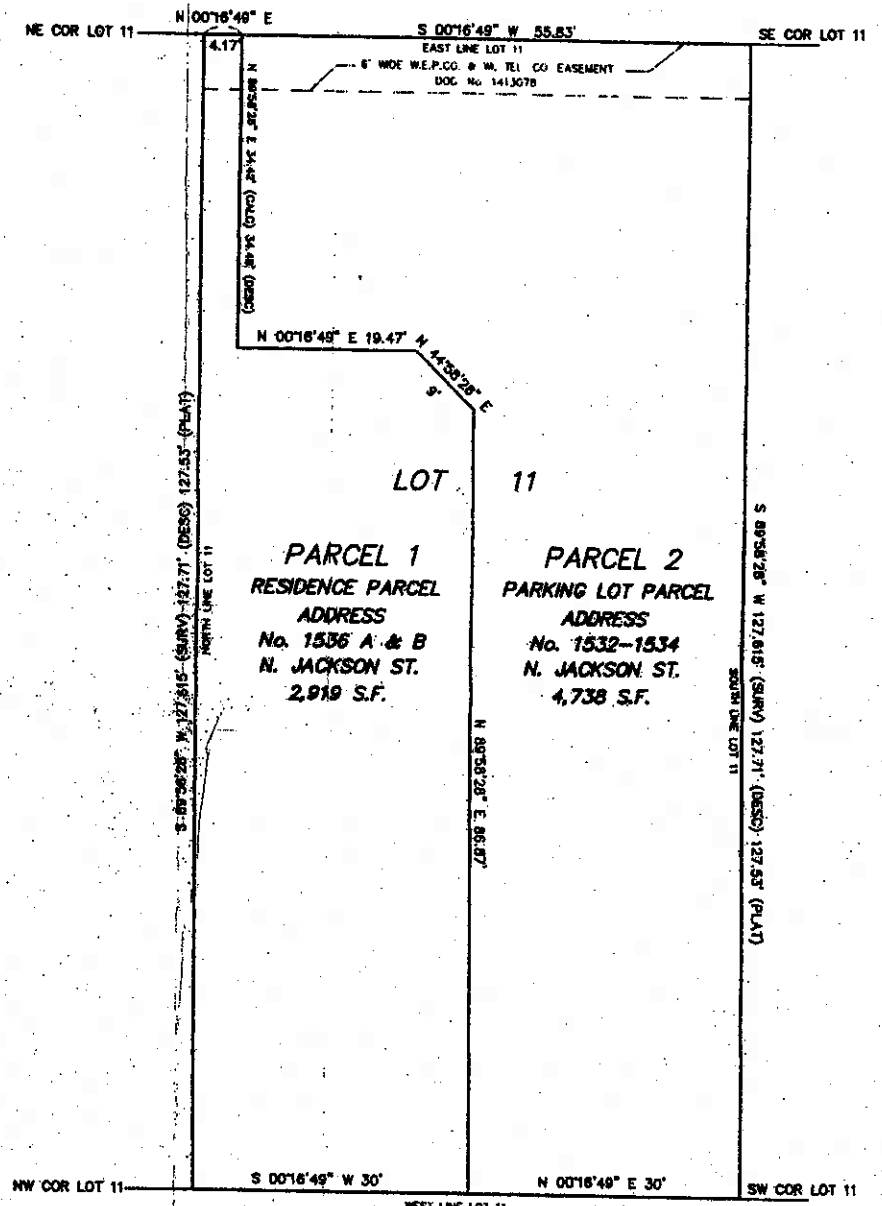 N 00°16'49" E
NE COR LOT 11
S 00°16'49" W 55.83'
SE COR LOT 11
4.17'
EAST LINE LOT 11
6' WIDE W.E.P.CO. & W. TEL CO EASEMENT
DOC No. 1413078
N 89°58'28" E 34.42' (CALC) 34.48' (DESC)
N 00°16'49" E 19.47'
N 44°58'28" E
9'
LOT 11
S 89°58'28" W 127.615' (SURV) 127.71' (DESC) 127.53' (PLAT)
NORTH LINE LOT 11
PARCEL 1
RESIDENCE PARCEL
ADDRESS
No. 1536 A & B
N. JACKSON ST.
2,919 S.F.
PARCEL 2
PARKING LOT PARCEL
ADDRESS
No. 1532-1534
N. JACKSON ST.
4,738 S.F.
N 89°58'28" E 86.87'
SOUTH LINE LOT 11
S 89°58'28" W 127.615' (SURV) 127.71' (DESC) 127.53' (PLAT)
NW COR LOT 11
S 00°16'49" W 30'
N 00°16'49" E 30'
SW COR LOT 11
WEST LINE LOT 11